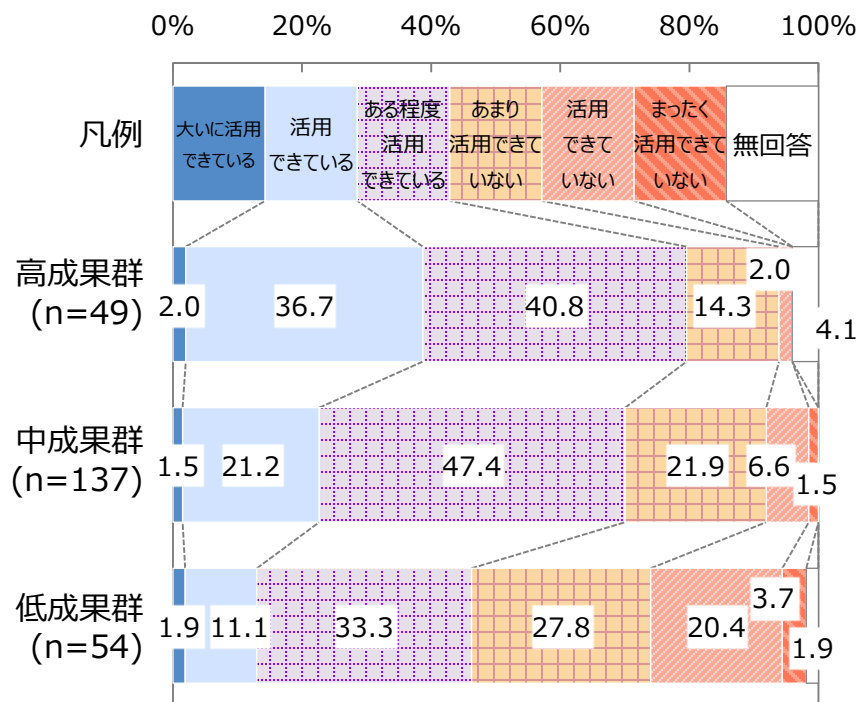 0%
20%
40%
60%
80%
100%
凡例
大いに活用
できている
活用
できている
ある程度
活用
できている
あまり
活用できて
いない
活用
できて
いない
まったく
活用できて
いない
無回答
高成果群
(n=49)
2.0
36.7
40.8
14.3
2.0
4.1
中成果群
(n=137)
1.5
21.2
47.4
21.9
6.6
1.5
低成果群
(n=54)
1.9
11.1
33.3
27.8
20.4
3.7
1.9